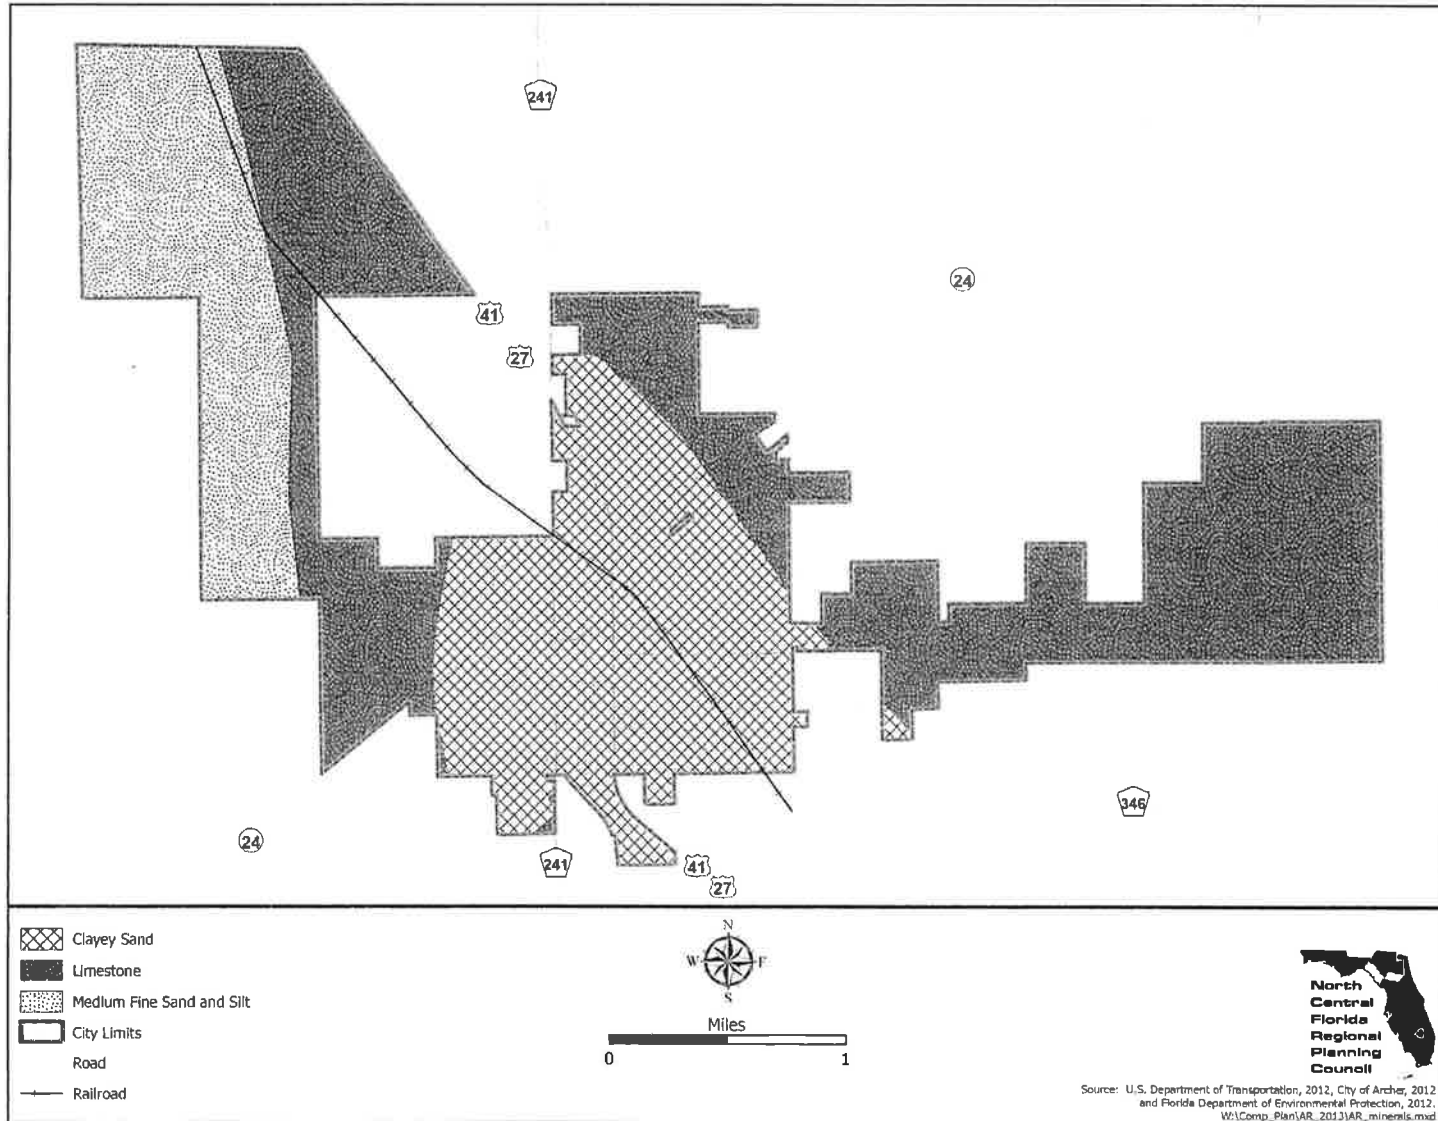 241
24
41
27
346
24
241
41
27
Clayey Sand
Limestone
Medium Fine Sand and Silt
City Limits
Road
Railroad
N
W
E
S
Miles
0
1
North
Central
Florida
Regional
Planning
Council
Source: U.S. Department of Transportation, 2012, City of Archer, 2012
and Florida Department of Environmental Protection, 2012.
W:\Comp_Plan\AR_2013\AR_minerals.mxd